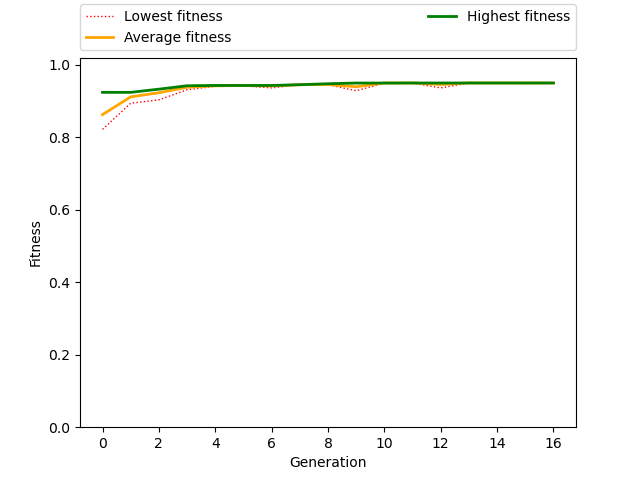 Lowest fitness
Average fitness
Highest fitness
1.0
0.8
0.6
0.4
0.2
0.0
Fitness
0 2 4 6 8 10 12 14 16
Generation